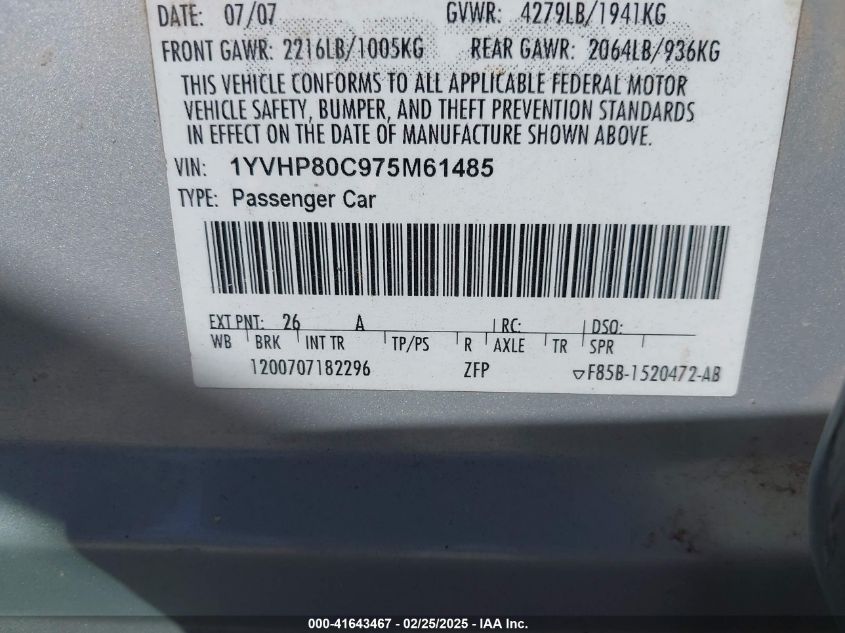 DATE: 07/07 GVWR: 4279LB/1941KG
FRONT GAWR: 2216LB/1005KG REAR GAWR: 2064LB/936KG
THIS VEHICLE CONFORMS TO ALL APPLICABLE FEDERAL MOTOR
VEHICLE SAFETY, BUMPER, AND THEFT PREVENTION STANDARDS
IN EFFECT ON THE DATE OF MANUFACTURE SHOWN ABOVE.
VIN: 1YVHP80C975M61485
TYPE: Passenger Car
EXT PNT: 26 A RC: DSO:
WB BRK INT TR TP/PS R AXLE TR SPR
1200707182296 ZFP ▽F85B-1520472-AB
000-41643467 - 02/25/2025 - IAA Inc.